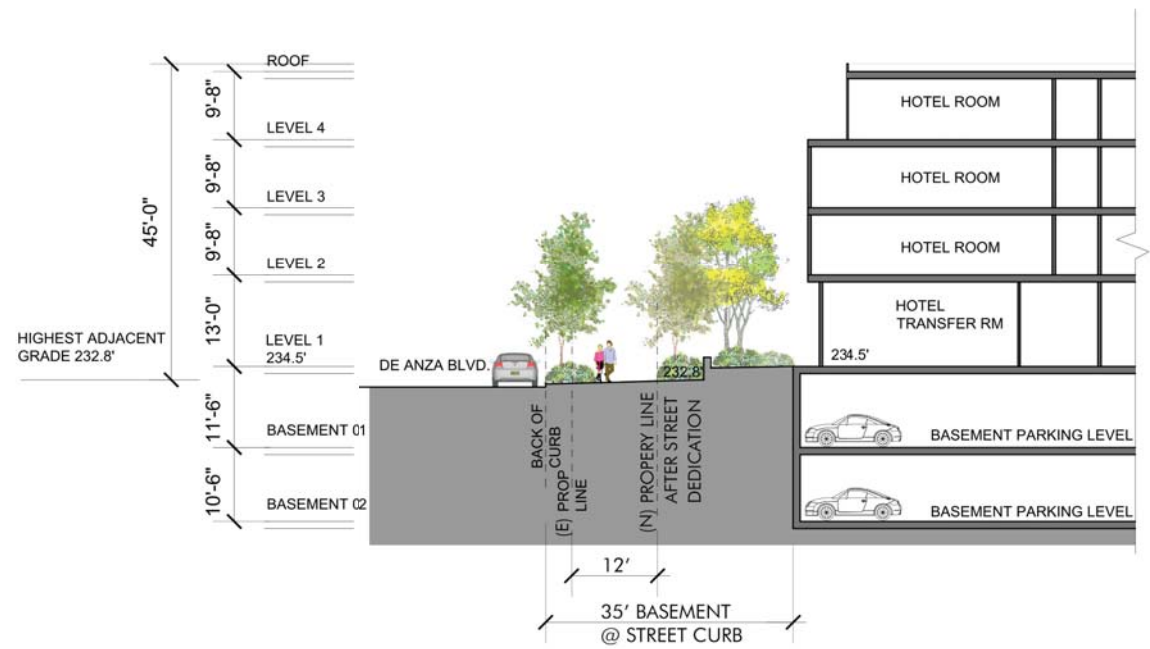 ROOF
9'-8"
LEVEL 4
9'-8"
LEVEL 3
9'-8"
LEVEL 2
13'-0"
LEVEL 1
234.5'
45'-0"
HIGHEST ADJACENT
GRADE 232.8'
11'-6"
BASEMENT 01
10'-6"
BASEMENT 02
DE ANZA BLVD.
232.8'
BACK OF
CURB
(E) PROP
LINE
(N) PROPERY LINE
AFTER STREET
DEDICATION
12'
35' BASEMENT
@ STREET CURB
HOTEL ROOM
HOTEL ROOM
HOTEL ROOM
HOTEL
TRANSFER RM
234.5'
BASEMENT PARKING LEVEL
BASEMENT PARKING LEVEL